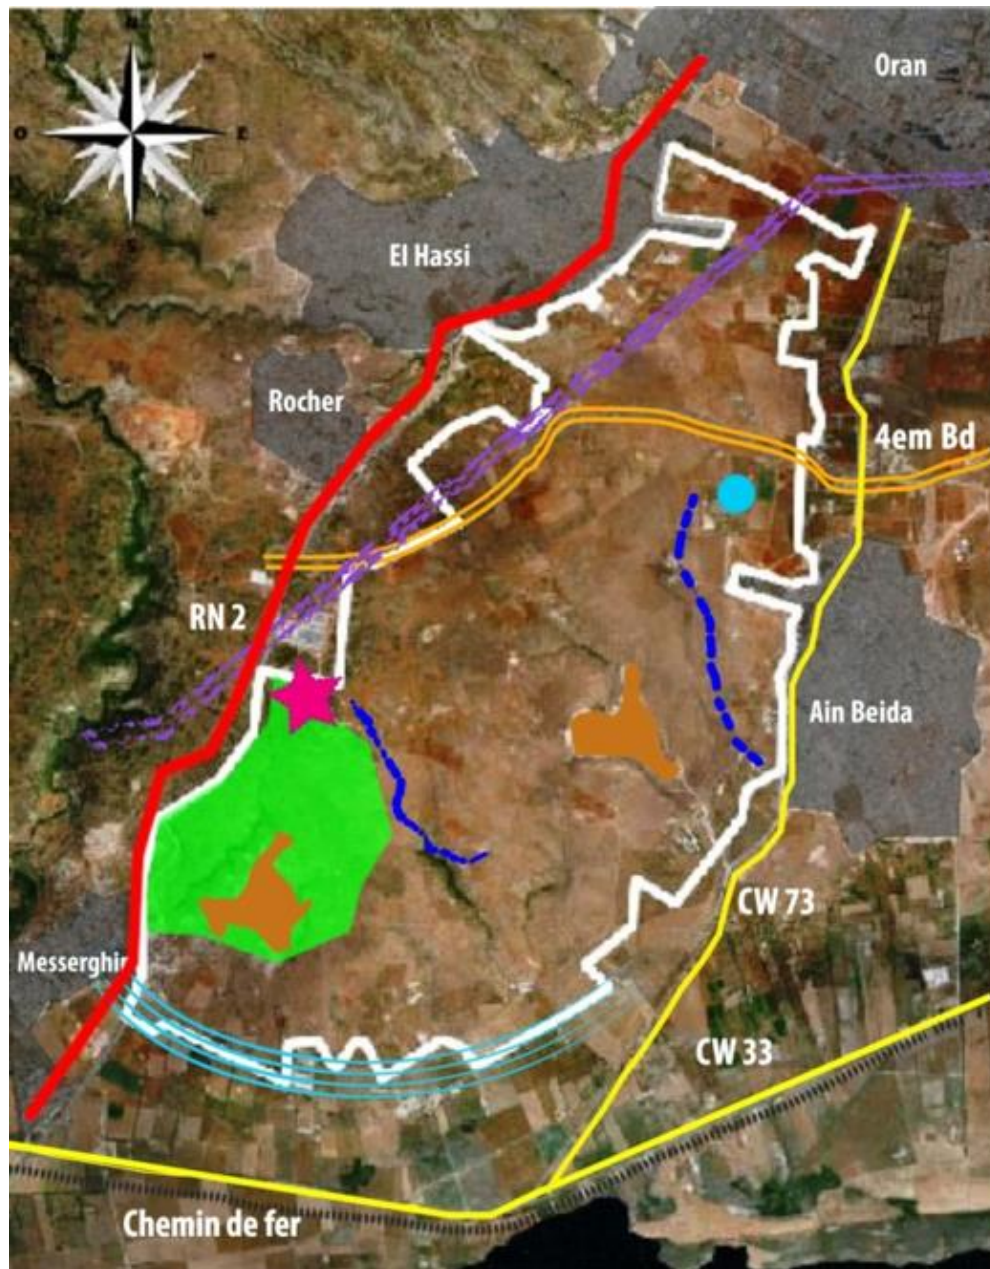 Oran
O
E
El Hassi
Rocher
4em Bd
RN 2
Ain Beida
CW 73
Messerghin
CW 33
Chemin de fer